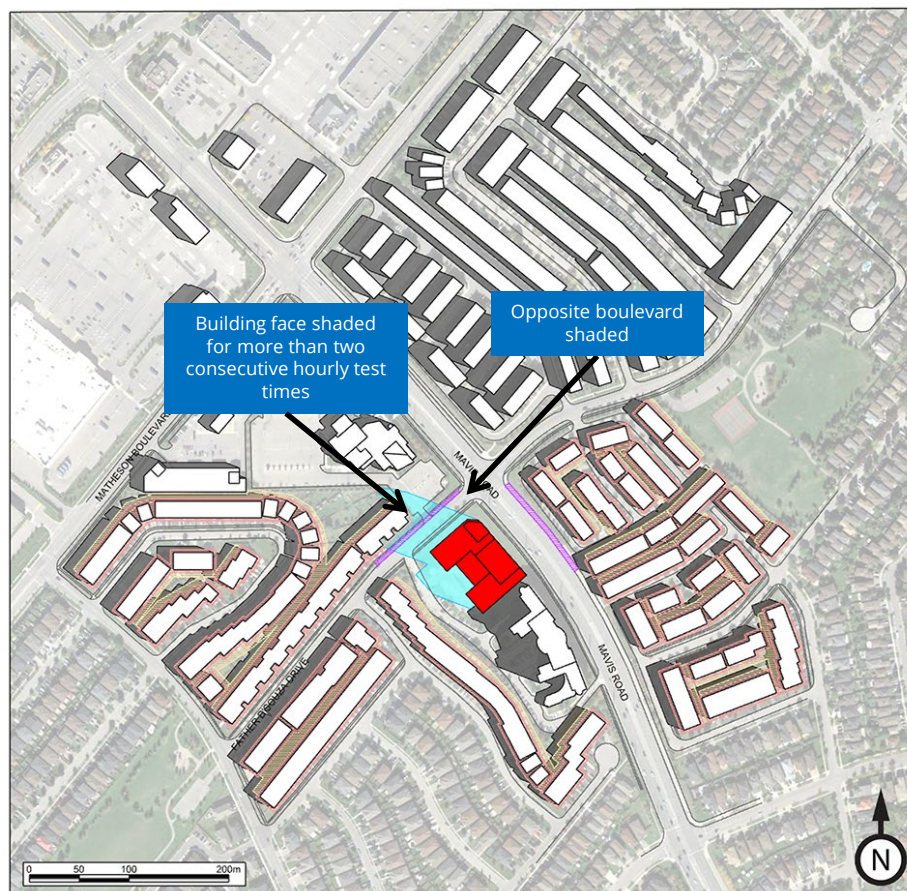 Building face shaded
for more than two
consecutive hourly test
times
Opposite boulevard
shaded
MATHESON BOULEVARD
MAVIS ROAD
MAVIS ROAD
FATHER D'SOUZA DRIVE
0 50 100 200m
N